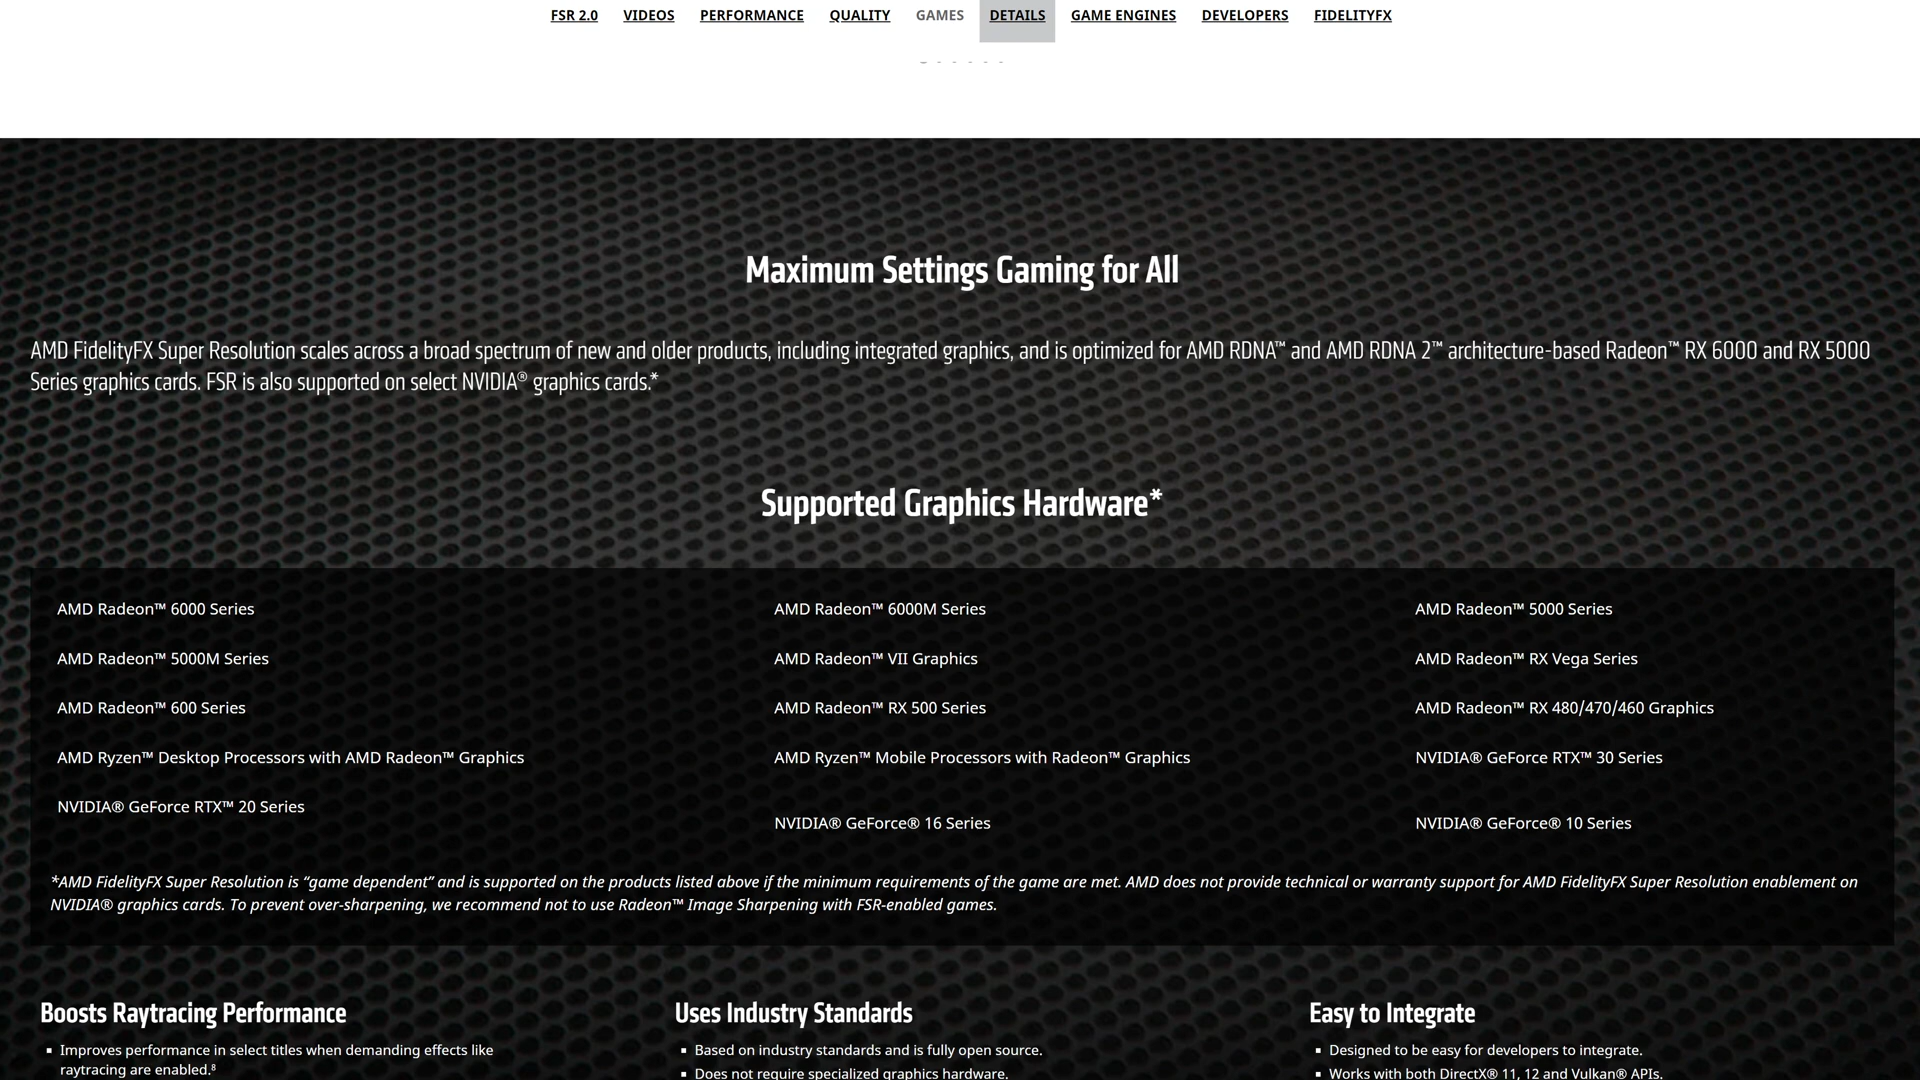 FSR 2.0 VIDEOS PERFORMANCE QUALITY GAMES DETAILS GAME ENGINES DEVELOPERS FIDELITYFX
Maximum Settings Gaming for All
AMD FidelityFX Super Resolution scales across a broad spectrum of new and older products, including integrated graphics, and is optimized for AMD RDNA™ and AMD RDNA 2™ architecture-based Radeon™ RX 6000 and RX 5000
Series graphics cards. FSR is also supported on select NVIDIA® graphics cards.*
Supported Graphics Hardware*
AMD Radeon™ 6000 Series AMD Radeon™ 6000M Series AMD Radeon™ 5000 Series
AMD Radeon™ 5000M Series AMD Radeon™ VII Graphics AMD Radeon™ RX Vega Series
AMD Radeon™ 600 Series AMD Radeon™ RX 500 Series AMD Radeon™ RX 480/470/460 Graphics
AMD Ryzen™ Desktop Processors with AMD Radeon™ Graphics AMD Ryzen™ Mobile Processors with Radeon™ Graphics NVIDIA® GeForce RTX™ 30 Series
NVIDIA® GeForce RTX™ 20 Series NVIDIA® GeForce® 16 Series NVIDIA® GeForce® 10 Series
*AMD FidelityFX Super Resolution is “game dependent” and is supported on the products listed above if the minimum requirements of the game are met. AMD does not provide technical or warranty support for AMD FidelityFX Super Resolution enablement on
NVIDIA® graphics cards. To prevent over-sharpening, we recommend not to use Radeon™ Image Sharpening with FSR-enabled games.
Boosts Raytracing Performance
▪ Improves performance in select titles when demanding effects like
raytracing are enabled.⁸
Uses Industry Standards
▪ Based on industry standards and is fully open source.
▪ Does not require specialized graphics hardware.
Easy to Integrate
▪ Designed to be easy for developers to integrate.
▪ Works with both DirectX® 11, 12 and Vulkan® APIs.